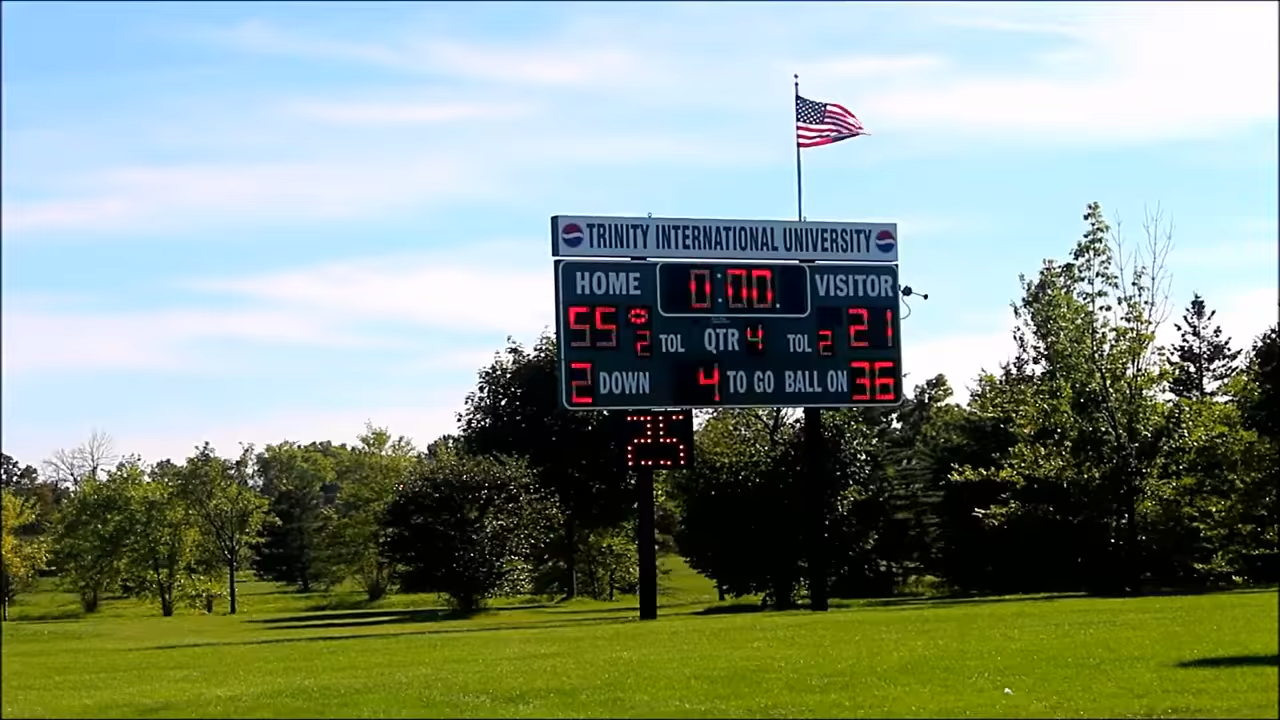 TRINITY INTERNATIONAL UNIVERSITY
HOME 0:00 VISITOR
55 2 TOL QTR 4 TOL 2 21
2 DOWN 4 TO GO BALL ON 36
25